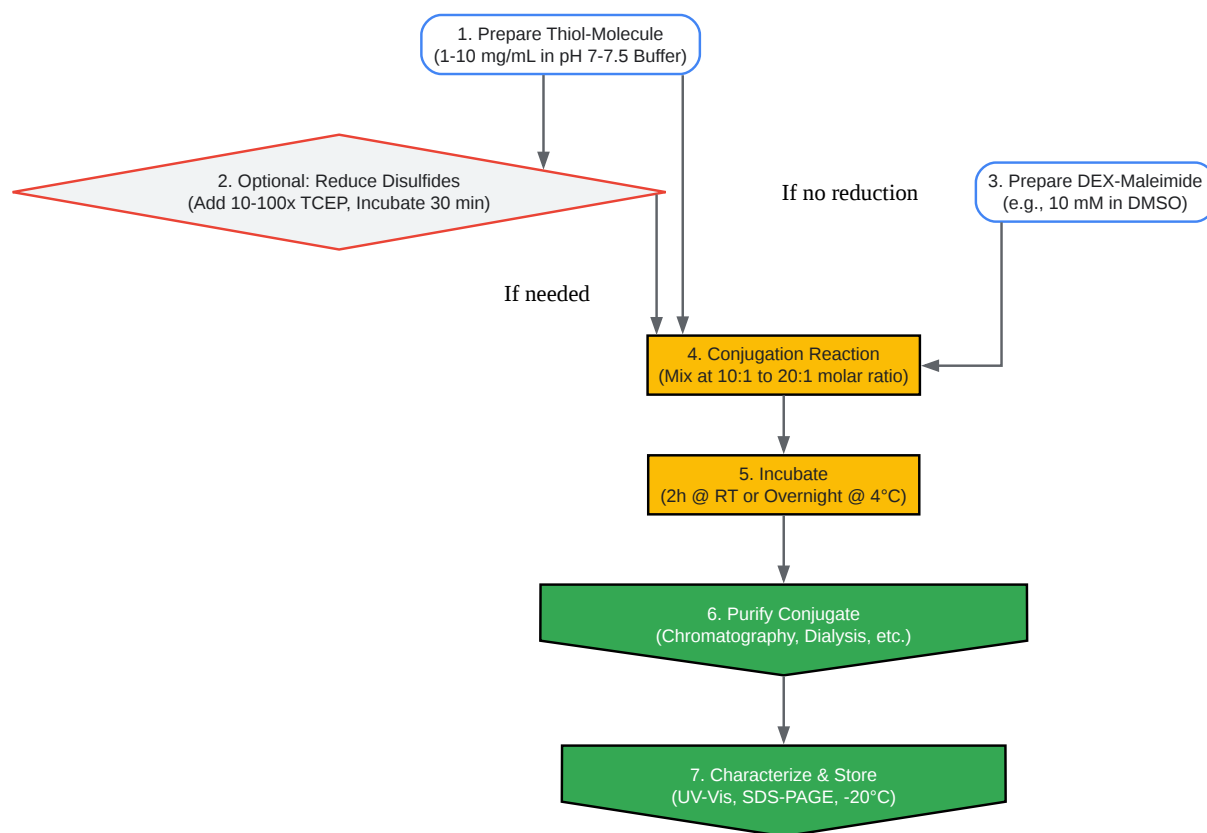 1. Prepare Thiol-Molecule
(1-10 mg/mL in pH 7-7.5 Buffer)
2. Optional: Reduce Disulfides
(Add 10-100x TCEP, Incubate 30 min)
If no reduction
3. Prepare DEX-Maleimide
(e.g., 10 mM in DMSO)
If needed
4. Conjugation Reaction
(Mix at 10:1 to 20:1 molar ratio)
5. Incubate
(2h @ RT or Overnight @ 4°C)
6. Purify Conjugate
(Chromatography, Dialysis, etc.)
7. Characterize & Store
(UV-Vis, SDS-PAGE, -20°C)